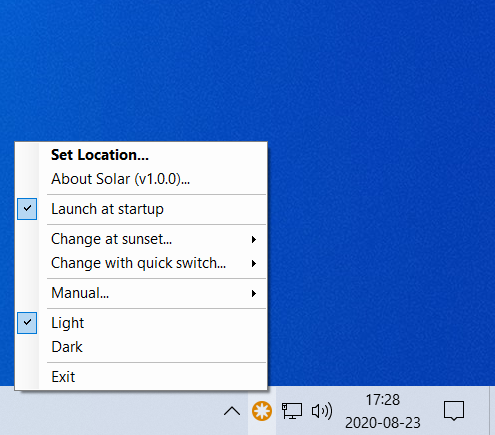 Set Location...
About Solar (v1.0.0)...
Launch at startup
Change at sunset...
Change with quick switch...
Manual...
Light
Dark
Exit
17:28
2020-08-23